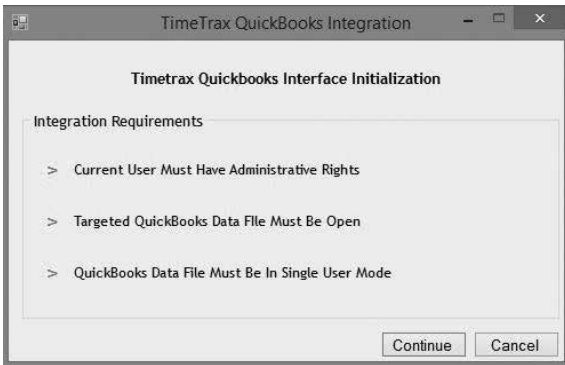 TimeTrax QuickBooks Integration
Timetrax Quickbooks Interface Initialization
Integration Requirements
> Current User Must Have Administrative Rights
> Targeted QuickBooks Data File Must Be Open
> QuickBooks Data File Must Be In Single User Mode
Continue Cancel